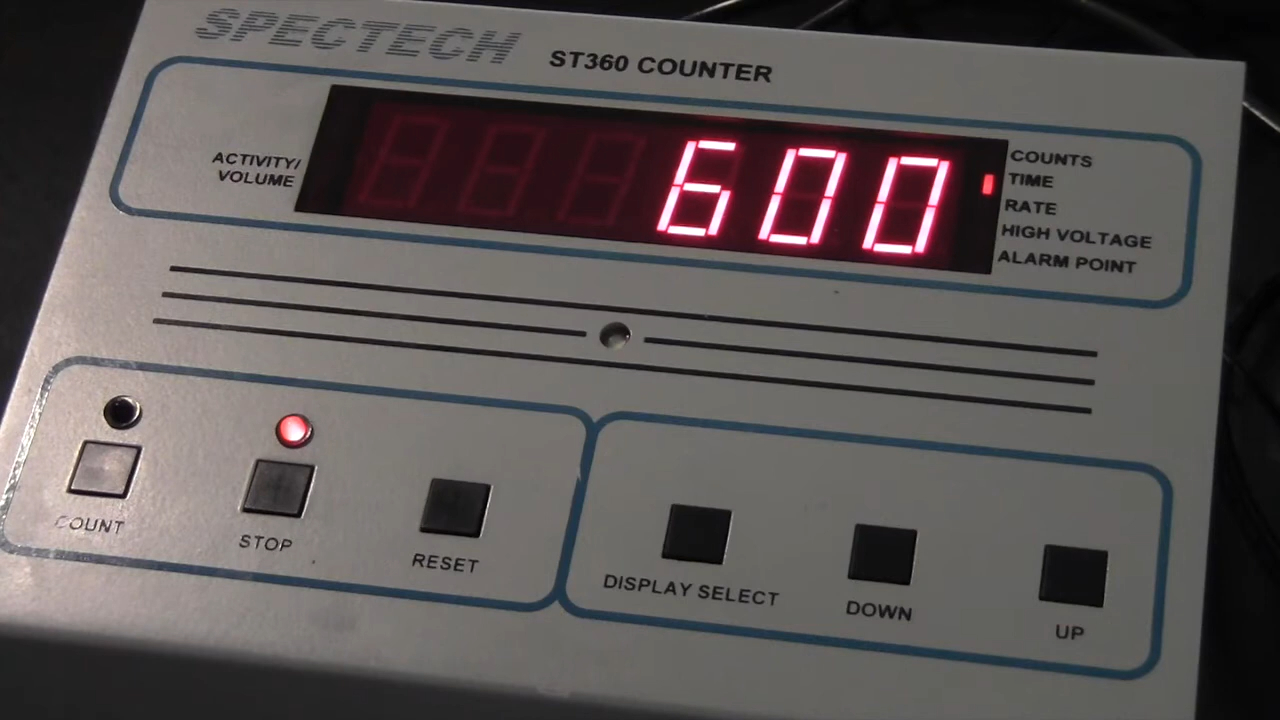 SPECTECH
ST360 COUNTER
ACTIVITY/
VOLUME
600
COUNTS
TIME
RATE
HIGH VOLTAGE
ALARM POINT
COUNT
STOP
RESET
DISPLAY SELECT
DOWN
UP